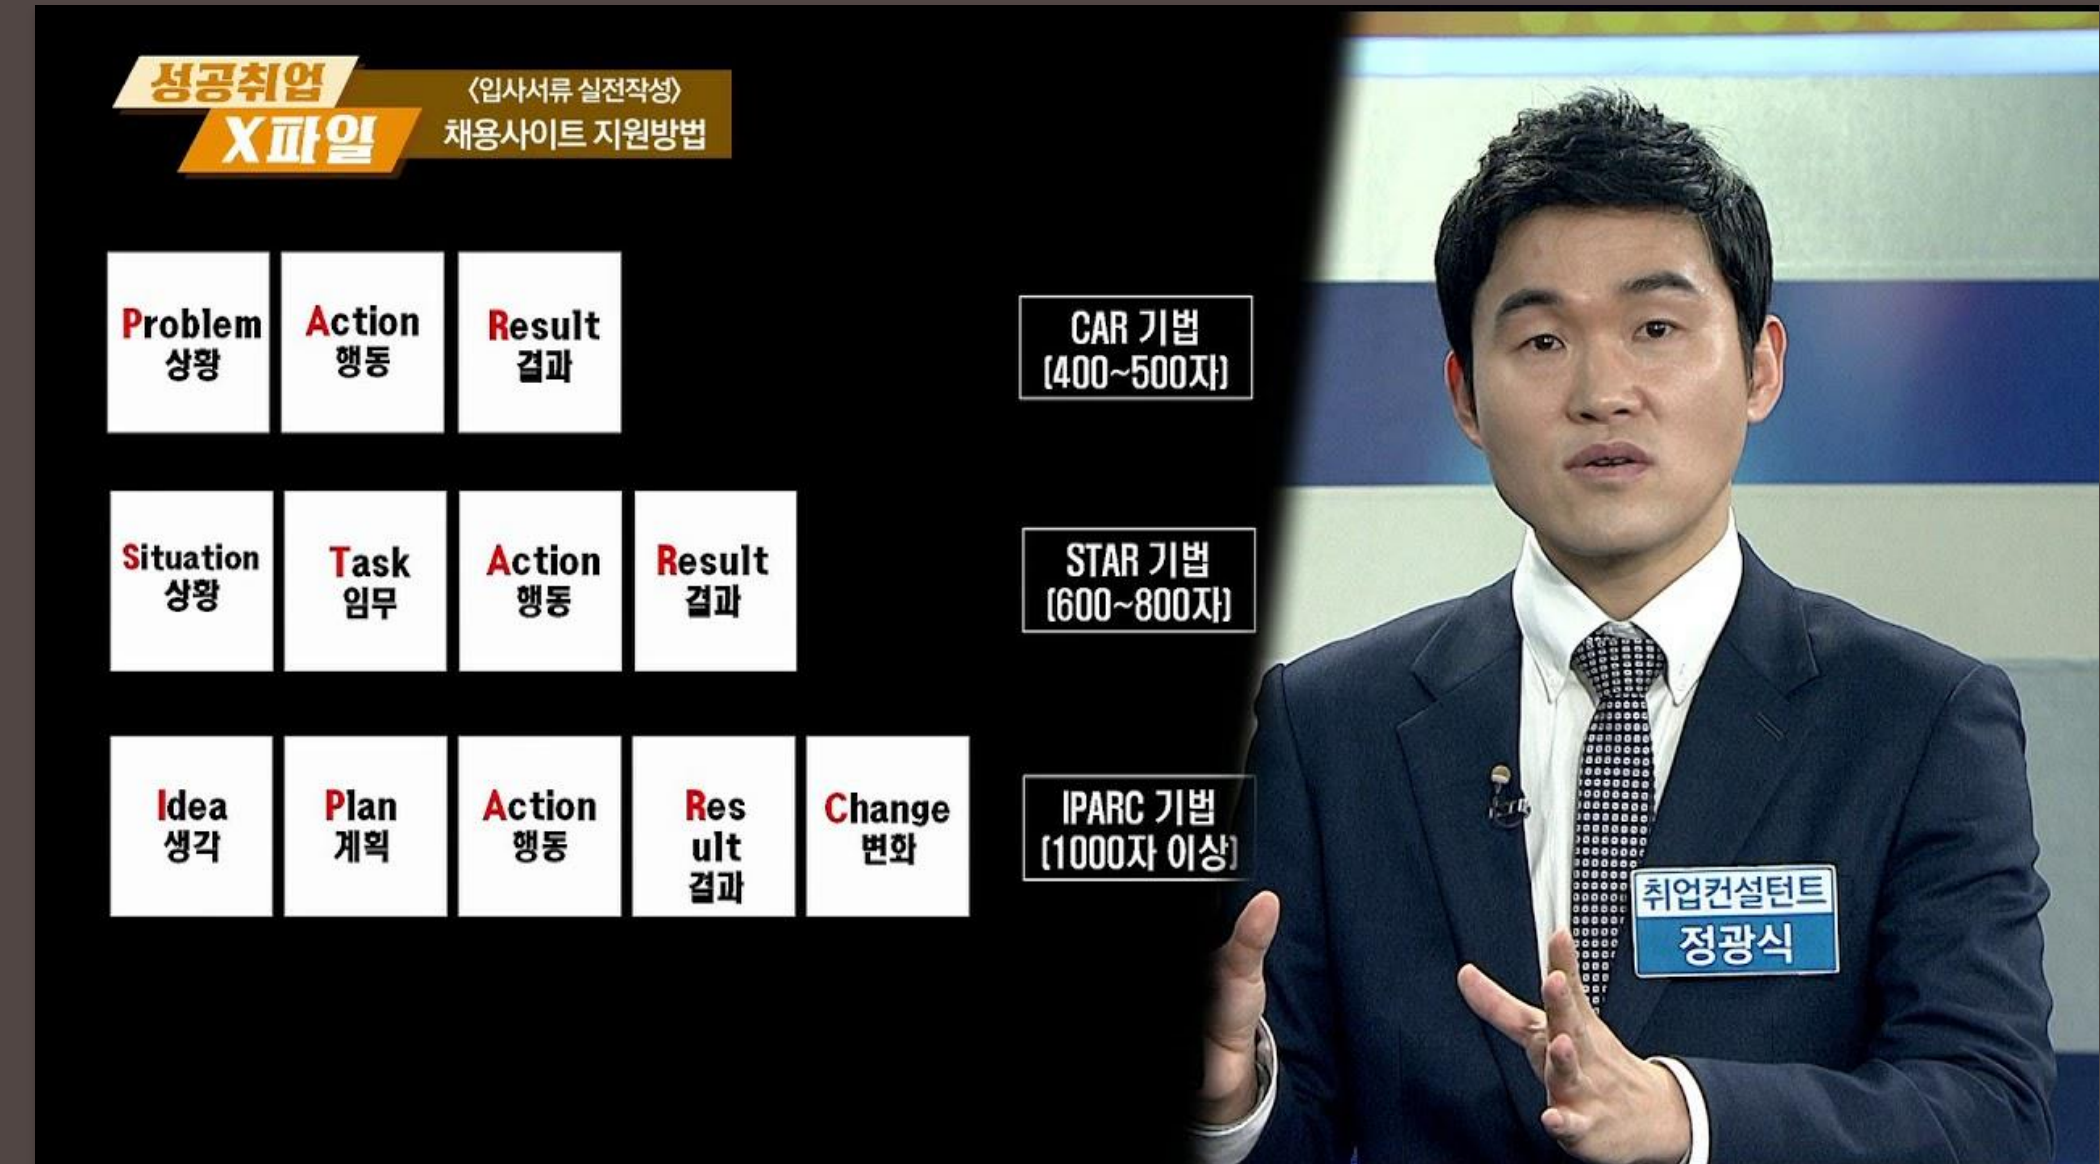 성공취업
X파일
〈입사서류 실전작성〉
채용사이트 지원방법
Problem
상황
Action
행동
Result
결과
CAR 기법
(400~500자)
Situation
상황
Task
임무
Action
행동
Result
결과
STAR 기법
(600~800자)
Idea
생각
Plan
계획
Action
행동
Res
ult
결과
Change
변화
IPARC 기법
(1000자 이상)
취업컨설턴트
정광식